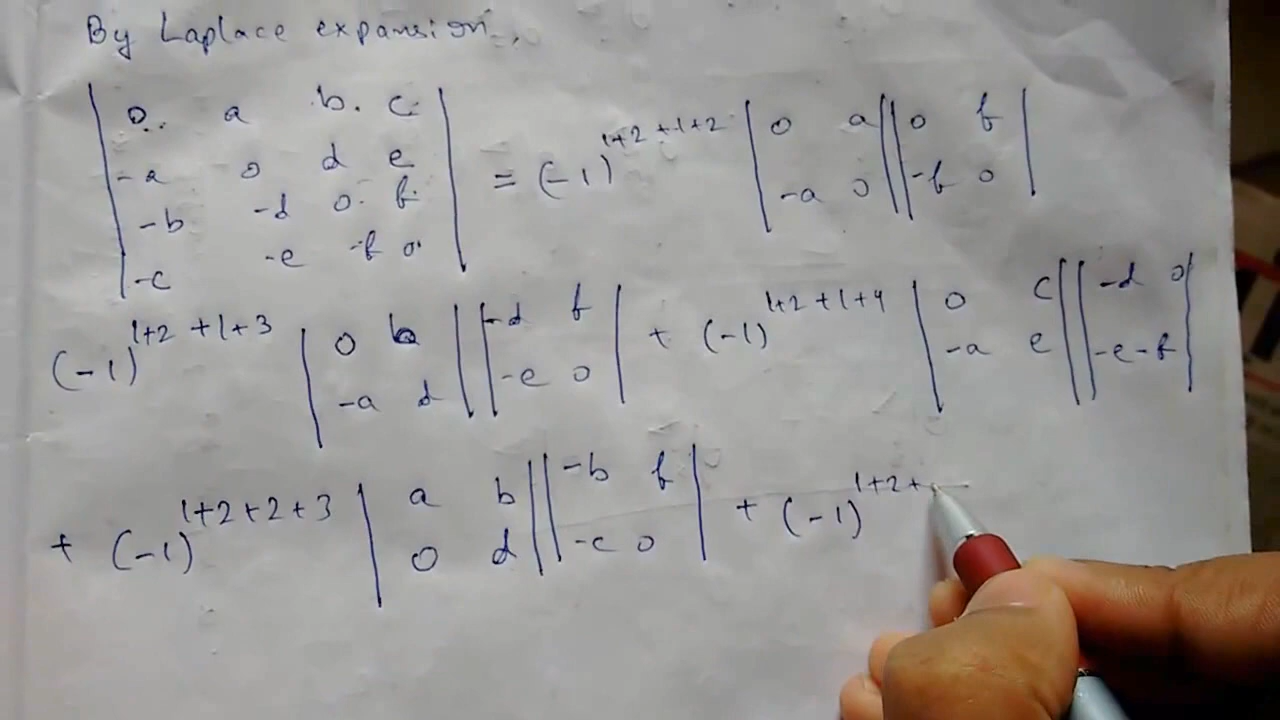 By Laplace expansion,
| 0 a b c |
| -a 0 d e | = (-1)^{1+2+1+2} | 0 a | | 0 f |
| -b -d 0 f | | -a 0 | | -f 0 |
| -c -e -f 0 |
(-1)^{1+2+1+3} | 0 b | | -d f | + (-1)^{1+2+1+4} | 0 c | | -d 0 |
| -a d | | -e 0 | | -a e | | -e -f |
+ (-1)^{1+2+2+3} | a b | | -b f | + (-1)^{1+2+
| 0 d | | -c 0 |